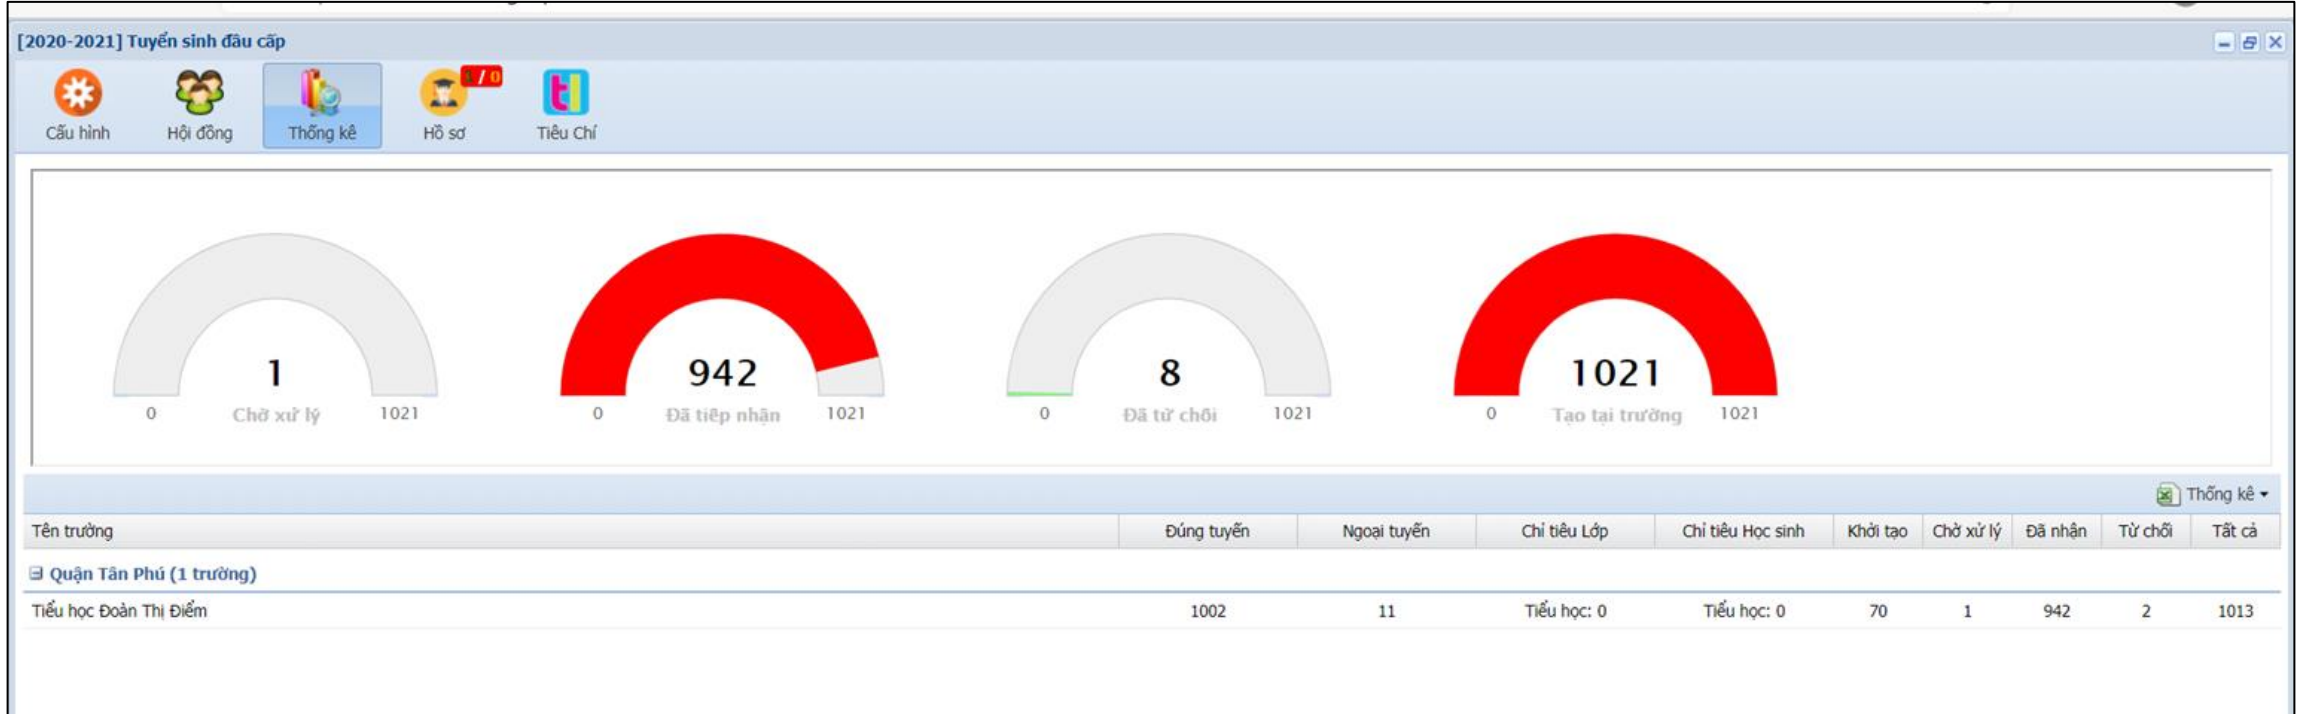 [2020-2021] Tuyển sinh đầu cấp
1 / 0
Cấu hình Hội đồng Thống kê Hồ sơ Tiêu Chí
1 942 8 1021
0 Chờ xử lý 1021 0 Đã tiếp nhận 1021 0 Đã từ chối 1021 0 Tạo tại trường 1021
Thống kê
Tên trường Đúng tuyến Ngoại tuyến Chỉ tiêu Lớp Chỉ tiêu Học sinh Khởi tạo Chờ xử lý Đã nhận Từ chối Tất cả
Quận Tân Phú (1 trường)
Tiểu học Đoàn Thị Điểm 1002 11 Tiểu học: 0 Tiểu học: 0 70 1 942 2 1013